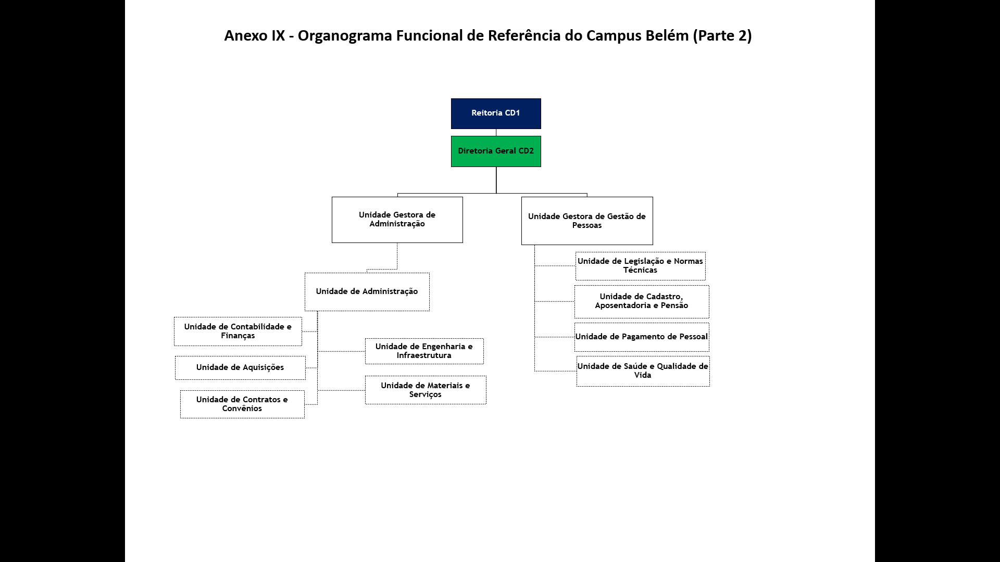 Anexo IX - Organograma Funcional de Referência do Campus Belém (Parte 2)
Reitoria CD1
Diretoria Geral CD2
Unidade Gestora de
Administração
Unidade Gestora de Gestão de
Pessoas
Unidade de Administração
Unidade de Contabilidade e
Finanças
Unidade de Aquisições
Unidade de Contratos e
Convênios
Unidade de Engenharia e
Infraestrutura
Unidade de Materiais e
Serviços
Unidade de Legislação e Normas
Técnicas
Unidade de Cadastro,
Aposentadoria e Pensão
Unidade de Pagamento de Pessoal
Unidade de Saúde e Qualidade de
Vida